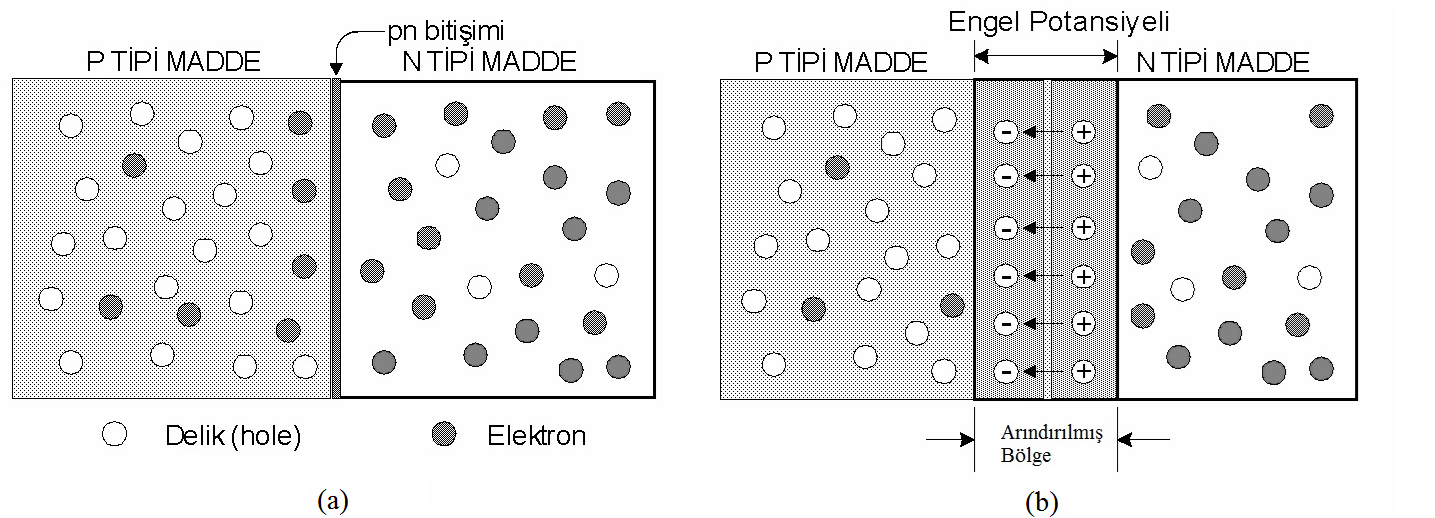 pn bitişimi
P TİPİ MADDE
N TİPİ MADDE
Delik (hole)
Elektron
(a)
Engel Potansiyeli
P TİPİ MADDE
N TİPİ MADDE
- +
- +
- +
- +
- +
- +
Arındırılmış
Bölge
(b)